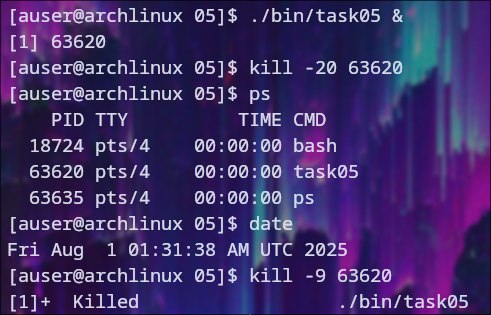 [auser@archlinux 05]$ ./bin/task05 &
[1] 63620
[auser@archlinux 05]$ kill -20 63620
[auser@archlinux 05]$ ps
    PID TTY          TIME CMD
  18724 pts/4    00:00:00 bash
  63620 pts/4    00:00:00 task05
  63635 pts/4    00:00:00 ps
[auser@archlinux 05]$ date
Fri Aug  1 01:31:38 AM UTC 2025
[auser@archlinux 05]$ kill -9 63620
[1]+  Killed                  ./bin/task05